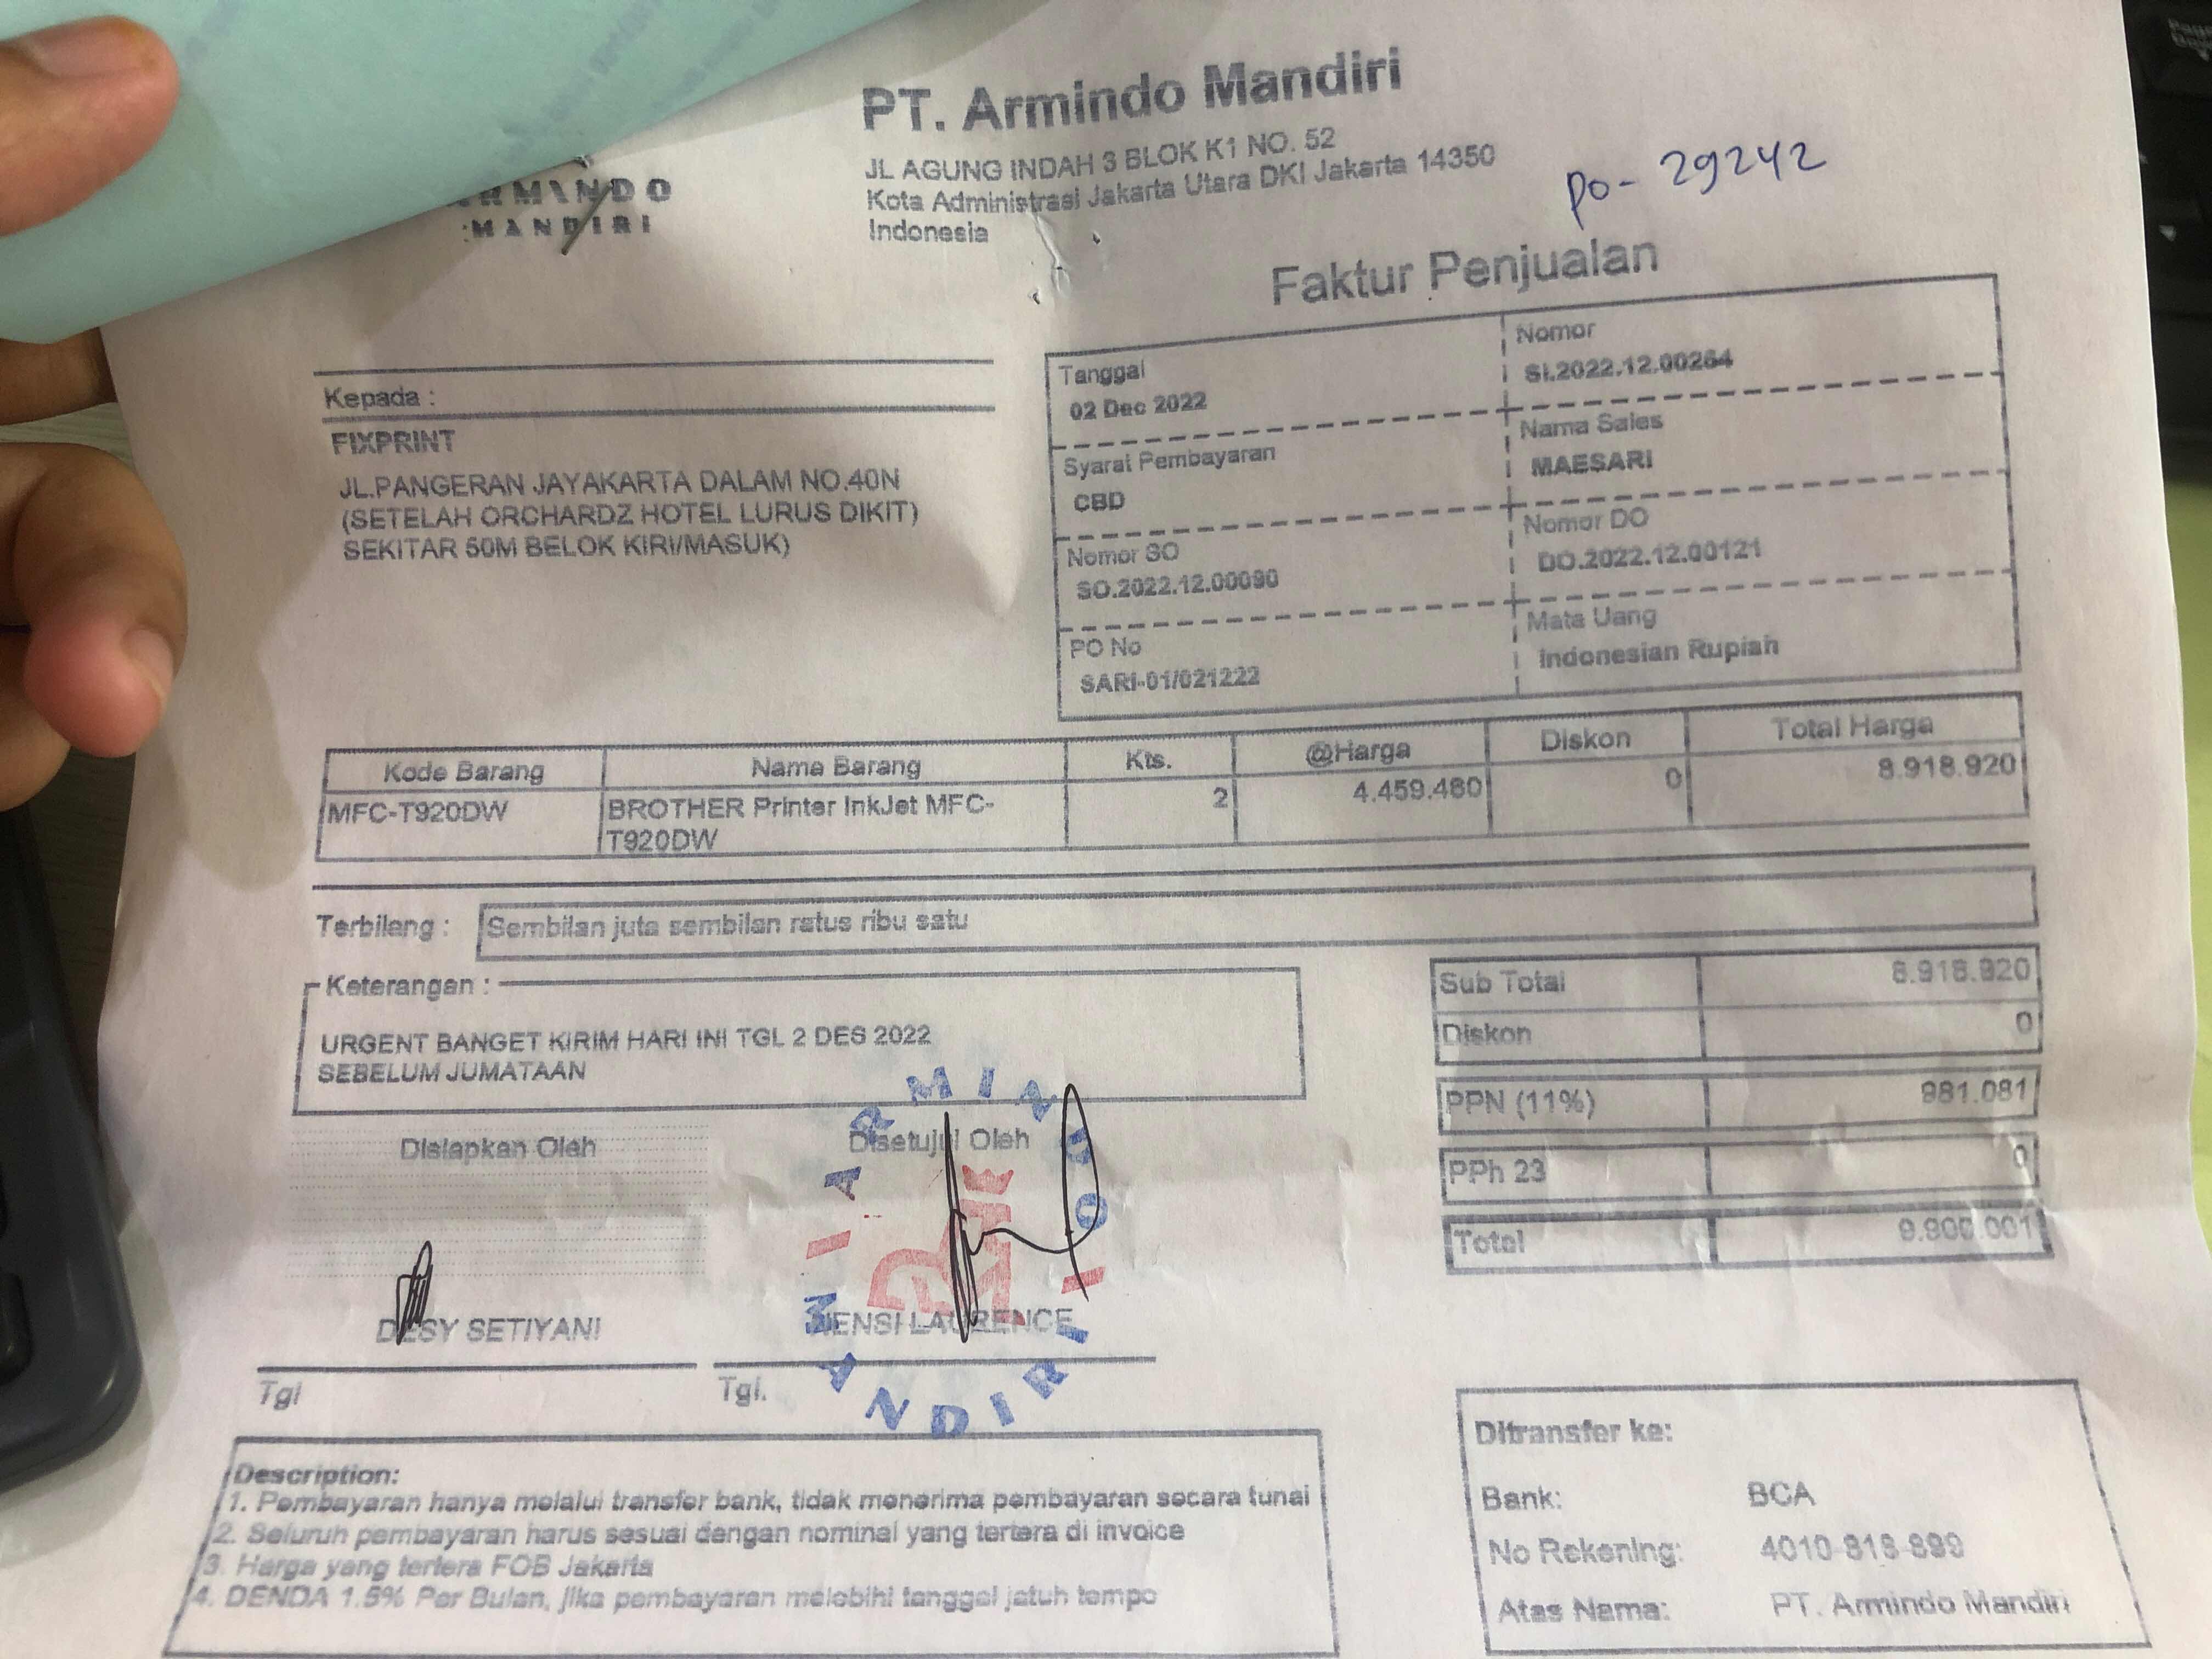 PT. Armindo Mandiri
JL AGUNG INDAH 3 BLOK K1 NO. 52
Kota Administrasi Jakarta Utara DKI Jakarta 14350
Indonesia
RMANDO
MANDIRI
PO- 29242
Faktur Penjualan
Kepada :
FIXPRINT
JL.PANGERAN JAYAKARTA DALAM NO.40N
(SETELAH ORCHARDZ HOTEL LURUS DIKIT)
SEKITAR 50M BELOK KIRI/MASUK)
Tanggal
02 Dec 2022
Nomor
SI.2022.12.00264
Syarat Pembayaran
CBD
Nama Sales
MAESARI
Nomor SO
SO.2022.12.00090
Nomor DO
DO.2022.12.00121
PO No
SARI-01/021222
Mata Uang
Indonesian Rupiah
Kode Barang Nama Barang Kts. @Harga Diskon Total Harga
MFC-T920DW BROTHER Printer InkJet MFC- 2 4.459.460 0 8.918.920
T920DW
Terbilang : Sembilan juta sembilan ratus ribu satu
Keterangan :
URGENT BANGET KIRIM HARI INI TGL 2 DES 2022
SEBELUM JUMATAAN
Sub Total 8.918.920
Diskon 0
PPN (11%) 981.081
PPh 23 0
Total 9.900.001
Disiapkan Oleh
DESY SETIYANI
Tgl
Disetujui Oleh
LAURENCE
Tgl.
ARMINDO
MANDIRI
Description:
1. Pembayaran hanya melalui transfer bank, tidak menerima pembayaran secara tunai
2. Seluruh pembayaran harus sesuai dengan nominal yang tertera di invoice
3. Harga yang tertera FOB Jakarta
4. DENDA 1.5% Per Bulan, jika pembayaran melebihi tanggal jatuh tempo
Ditransfer ke:
Bank: BCA
No Rekening: 4010-818-899
Atas Nama: PT. Armindo Mandiri